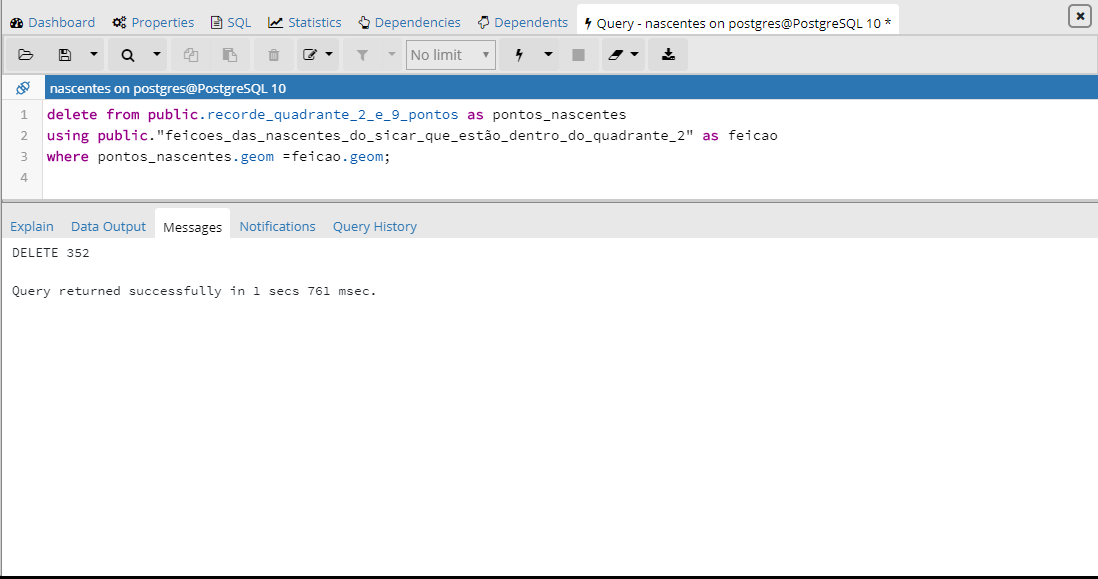 Dashboard Properties SQL Statistics Dependencies Dependents Query - nascentes on postgres@PostgreSQL 10 *
No limit
nascentes on postgres@PostgreSQL 10
1 delete from public.recorde_quadrante_2_e_9_pontos as pontos_nascentes
2 using public."feicoes_das_nascentes_do_sicar_que_estão_dentro_do_quadrante_2" as feicao
3 where pontos_nascentes.geom =feicao.geom;
4
Explain Data Output Messages Notifications Query History
DELETE 352
Query returned successfully in 1 secs 761 msec.